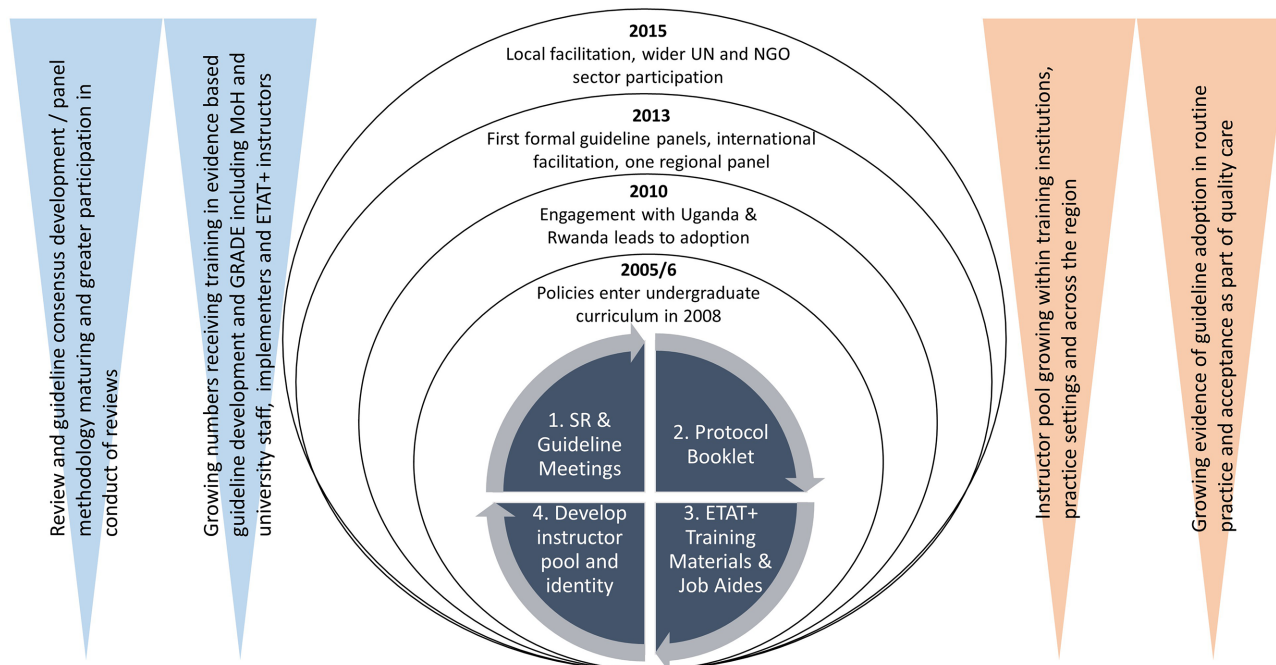 Review and guideline consensus development / panel
methodology maturing and greater participation in
conduct of reviews
Growing numbers receiving training in evidence based
guideline development and GRADE including MoH and
university staff, implementers and ETAT+ instructors
2015
Local facilitation, wider UN and NGO
sector participation
2013
First formal guideline panels, international
facilitation, one regional panel
2010
Engagement with Uganda &
Rwanda leads to adoption
2005/6
Policies enter undergraduate
curriculum in 2008
1. SR &
Guideline
Meetings
2. Protocol
Booklet
3. ETAT+
Training
Materials &
Job Aides
4. Develop
instructor
pool and
identity
Instructor pool growing within training institutions,
practice settings and across the region
Growing evidence of guideline adoption in routine
practice and acceptance as part of quality care